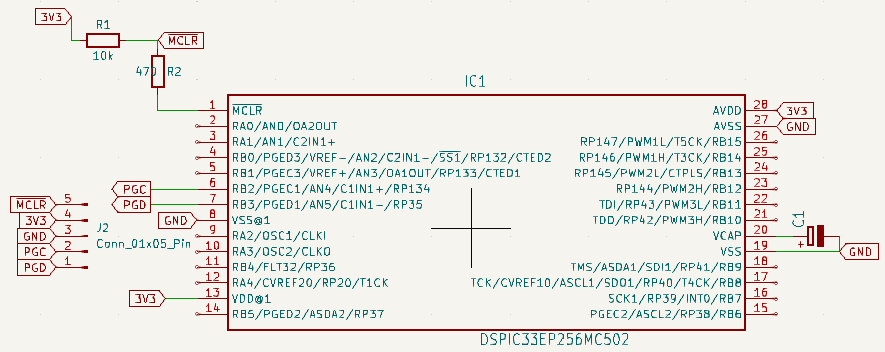 3V3
R1
10k
MCLR
470
R2
IC1
1
MCLR
2
RA0/AN0/OA2OUT
3
RA1/AN1/C2IN1+
4
RB0/PGED3/VREF-/AN2/C2IN1-/SS1/RP132/CTED2
5
RB1/PGEC3/VREF+/AN3/OA1OUT/RP133/CTED1
PGC
6
RB2/PGEC1/AN4/C1IN1+/RP134
PGD
7
RB3/PGED1/AN5/C1IN1-/RP35
GND
8
VSS@1
9
RA2/OSC1/CLKI
10
RA3/OSC2/CLKO
11
RB4/FLT32/RP36
12
RA4/CVREF2O/RP20/T1CK
3V3
13
VDD@1
14
RB5/PGED2/ASDA2/RP37
MCLR 5
3V3 4
GND 3
PGC 2
PGD 1
J2
Conn_01x05_Pin
AVDD
28
3V3
AVSS
27
GND
RP147/PWM1L/T5CK/RB15
26
RP146/PWM1H/T3CK/RB14
25
RP145/PWM2L/CTPLS/RB13
24
RP144/PWM2H/RB12
23
TDI/RP43/PWM3L/RB11
22
TDO/RP42/PWM3H/RB10
21
VCAP
20
C1
+
VSS
19
GND
TMS/ASDA1/SDI1/RP41/RB9
18
TCK/CVREF1O/ASCL1/SDO1/RP40/T4CK/RB8
17
SCK1/RP39/INT0/RB7
16
PGEC2/ASCL2/RP38/RB6
15
DSPIC33EP256MC502